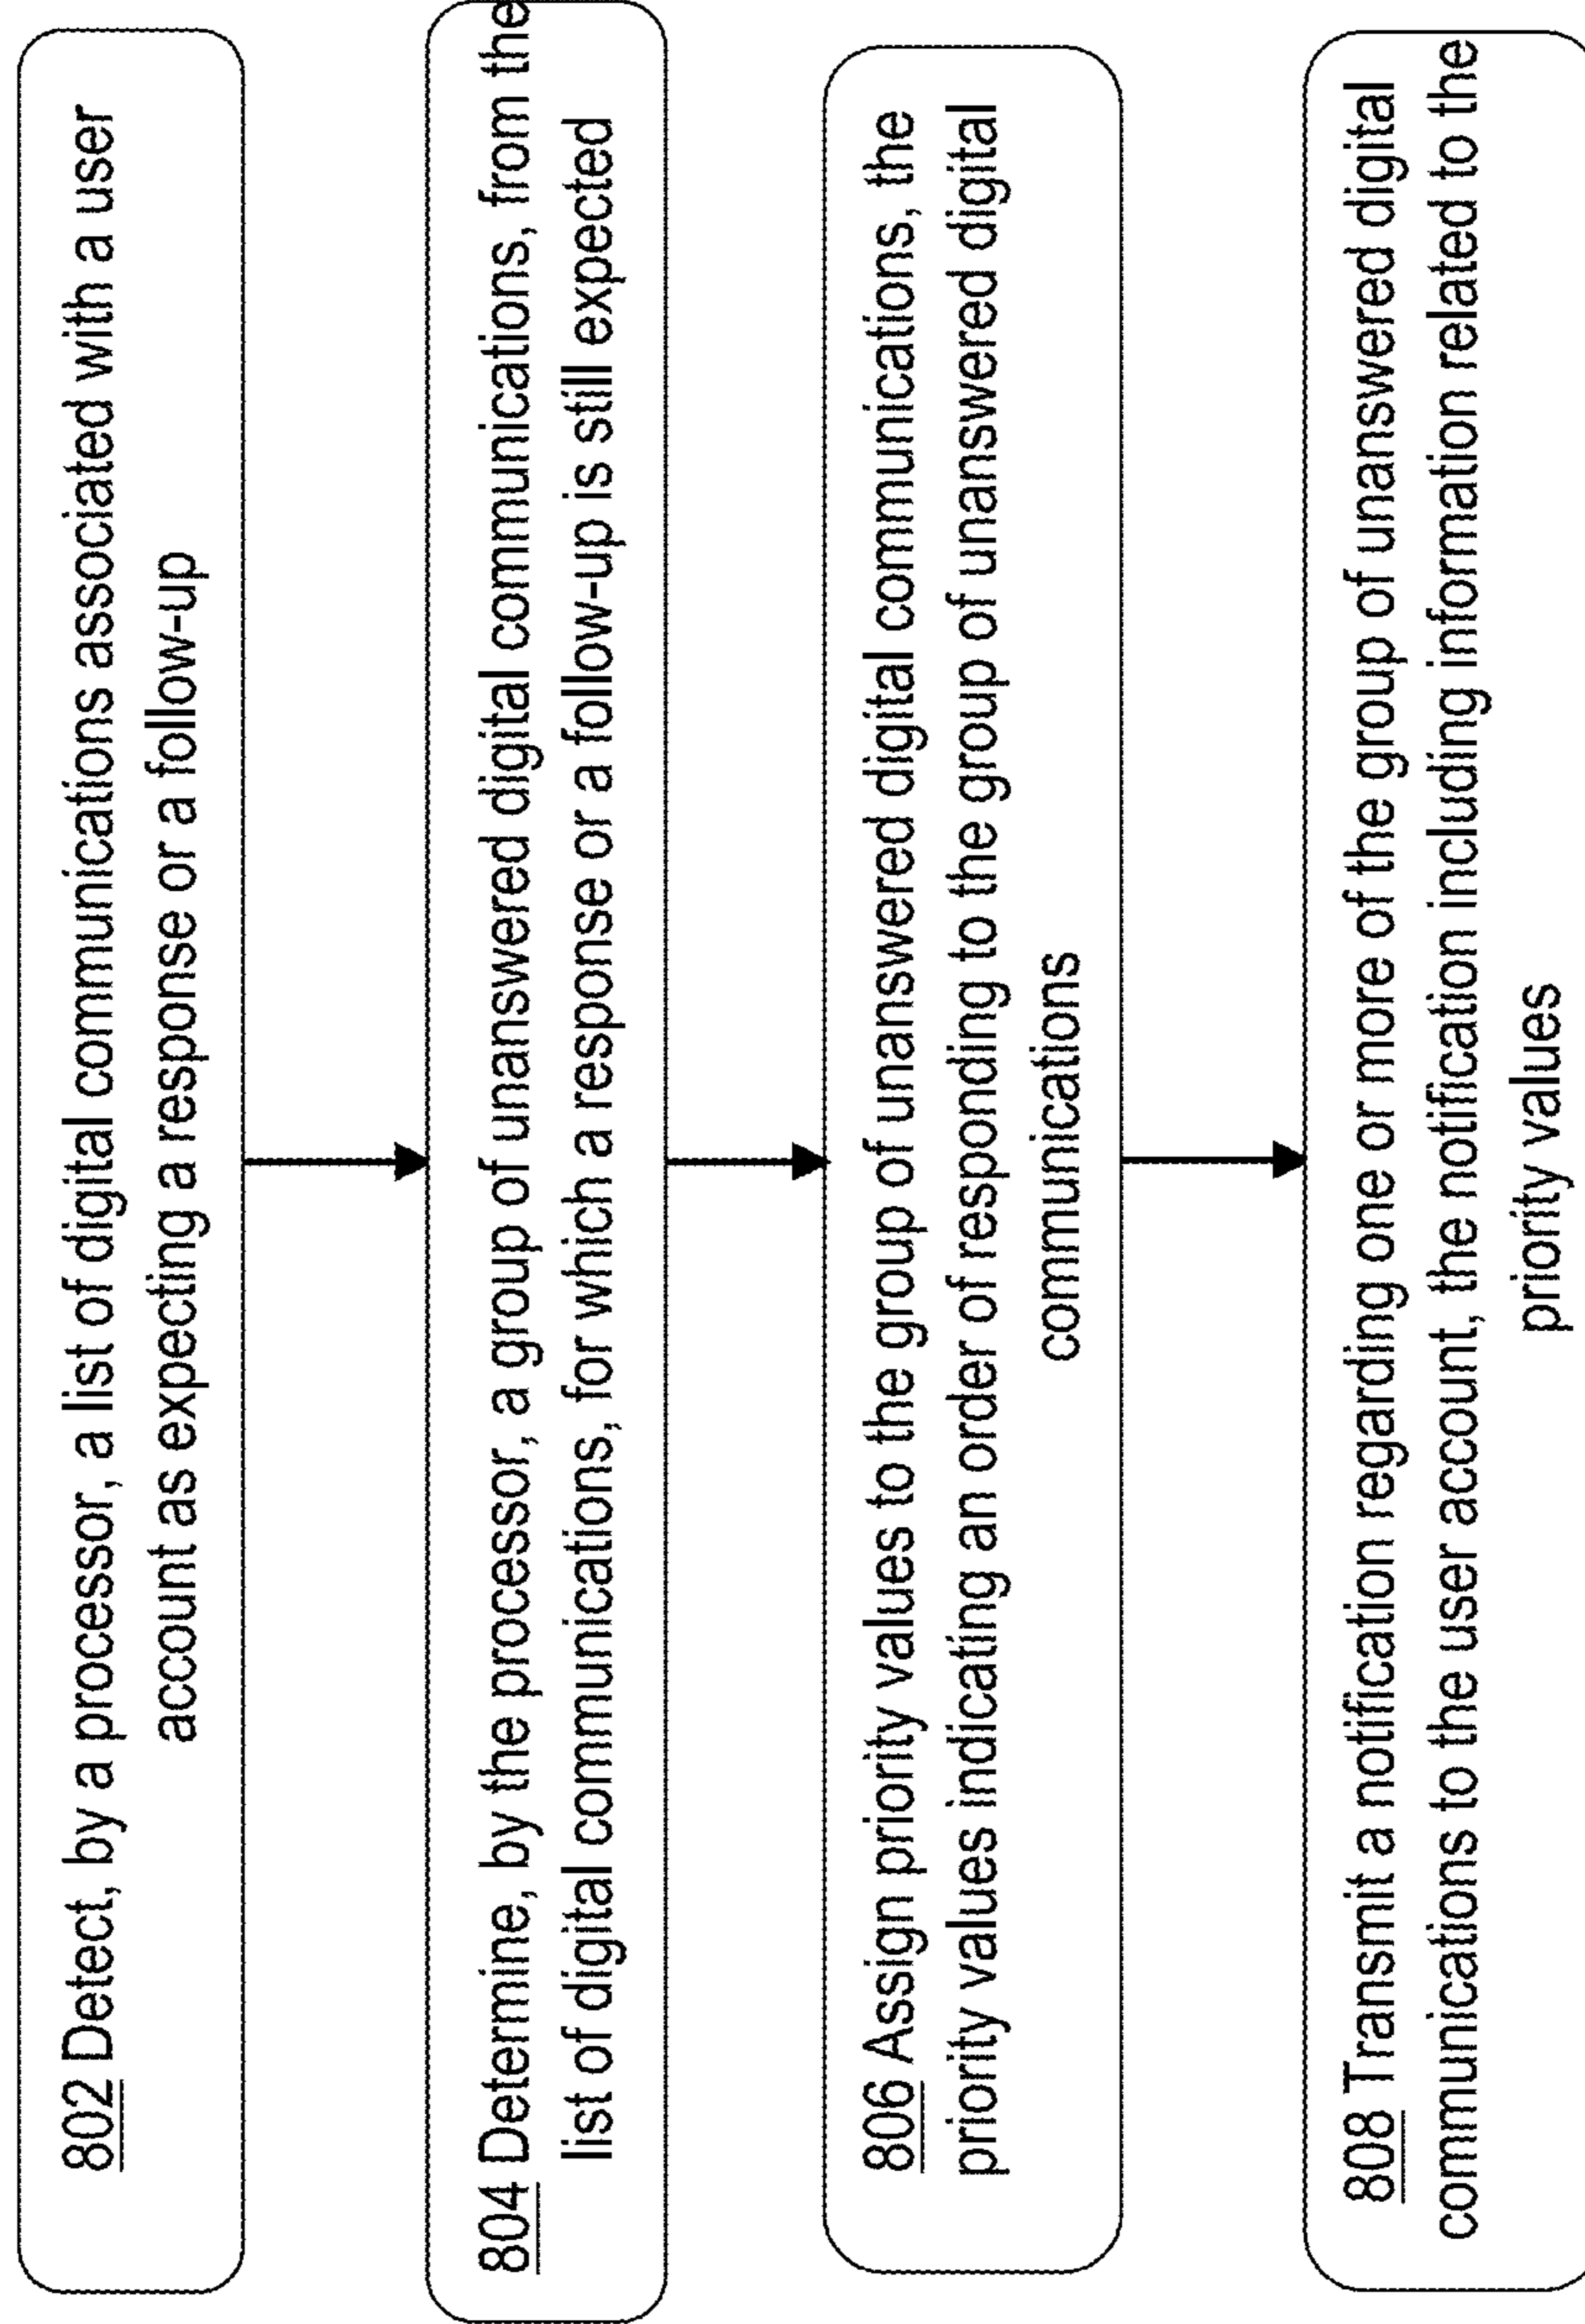 802 Detect, by a processor, a list of digital communications associated with a user
account as expecting a response or a follow-up
804 Determine, by the processor, a group of unanswered digital communications, from the
list of digital communications, for which a response or a follow-up is still expected
806 Assign priority values to the group of unanswered digital communications, the
priority values indicating an order of responding to the group of unanswered digital
communications
808 Transmit a notification regarding one or more of the group of unanswered digital
communications to the user account, the notification including information related to the
priority values